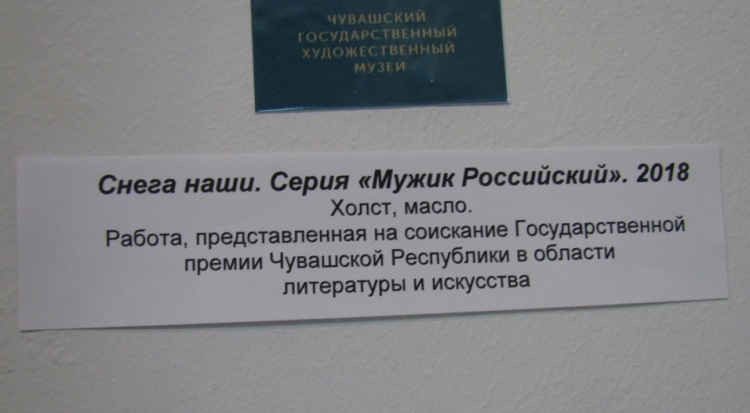 ЧУВАШСКИЙ
ГОСУДАРСТВЕННЫЙ
ХУДОЖЕСТВЕННЫЙ
МУЗЕЙ
Снега наши. Серия «Мужик Российский». 2018
Холст, масло.
Работа, представленная на соискание Государственной
премии Чувашской Республики в области
литературы и искусства